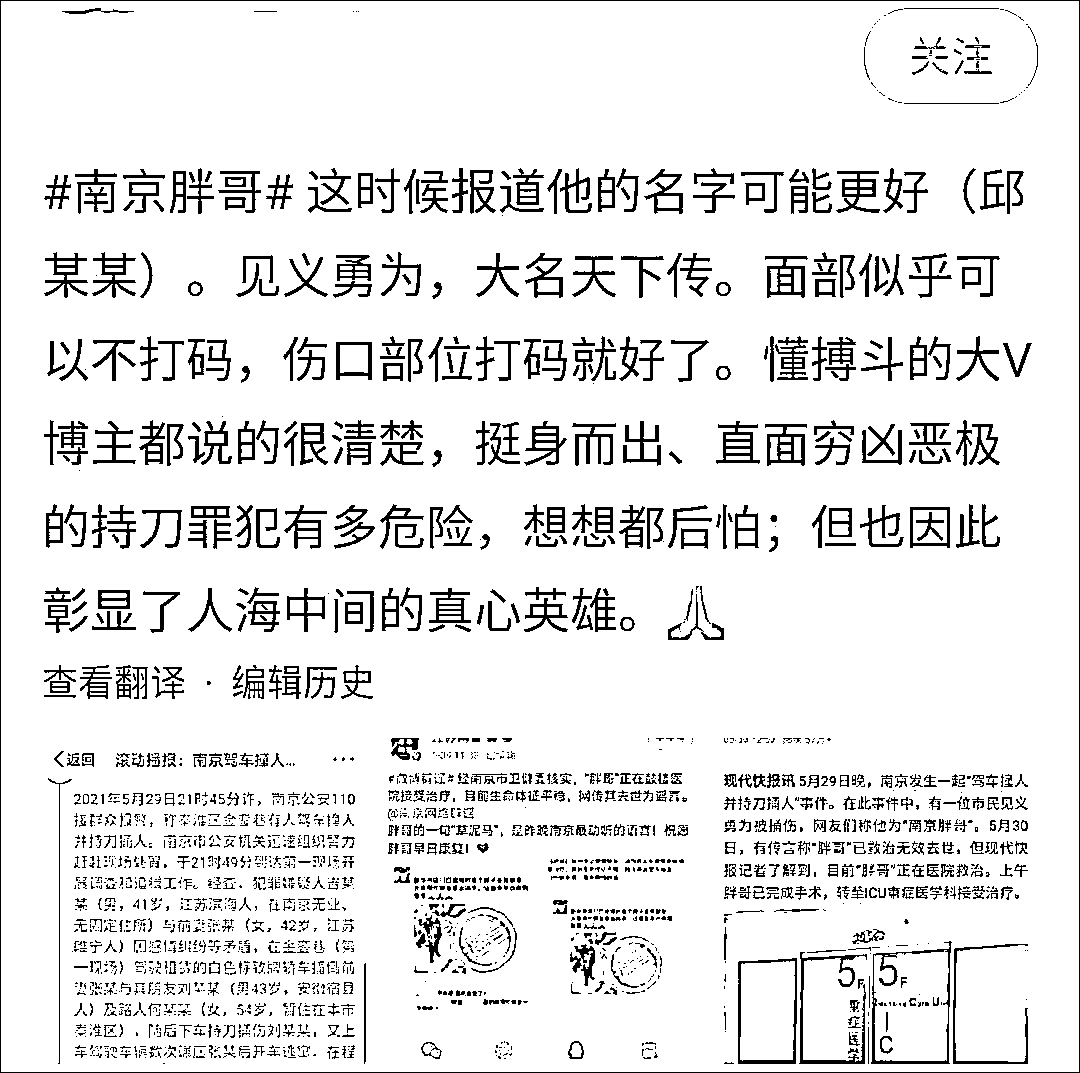 关注
#南京胖哥# 这时候报道他的名字可能更好（邱
某某）。见义勇为，大名天下传。面部似乎可
以不打码，伤口部位打码就好了。懂搏斗的大V
博主都说的很清楚，挺身而出、直面穷凶恶极
的持刀罪犯有多危险，想想都后怕；但也因此
彰显了人海中间的真心英雄。🙏
查看翻译 · 编辑历史
返回 滚动播报：南京驾车撞人... ...
2021年5月29日21时45分许，南京公安110
接群众报警，称秦淮区金銮巷有人驾车撞人
并持刀捅人。南京市公安机关迅速组织警力
赶赴现场处置，于21时49分到达第一现场开
展调查和追缉工作。经查，犯罪嫌疑人吉某某
某（男，41岁，江苏滨海人，在南京无业、
无固定住所）与前妻张某（女，42岁，江苏
睢宁人）因感情纠纷等矛盾，在金銮巷（第
一现场）驾驶租赁的白色标致牌轿车撞倒前
妻张某与其朋友刘某某（男43岁，安徽宿县
人）及路人何某某（女，54岁，暂住在本市
秦淮区），随后下车持刀捅伤刘某某，又上
车驾驶车辆数次碾压张某后开车逃窜。在程
经南京市卫健委核实，“胖哥”正在鼓楼医
院接受治疗，目前生命体征平稳，网传其去世为谣言。
胖哥的一句“草泥马”，是昨晚南京最动听的语言！祝愿
胖哥早日康复！❤
现代快报讯 5月29日晚，南京发生一起“驾车撞人
并持刀捅人”事件。在此事件中，有一位市民见义
勇为被捅伤，网友们称他为“南京胖哥”。5月30
日，有传言称“胖哥”已救治无效去世，但现代快
报记者了解到，目前“胖哥”正在医院救治。上午
胖哥已完成手术，转至ICU重症医学科接受治疗。
5F 5F
重症医学